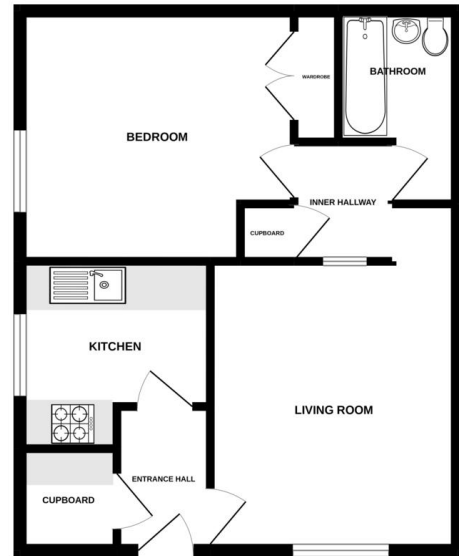 WARDROBE
BATHROOM
BEDROOM
INNER HALLWAY
CUPBOARD
KITCHEN
LIVING ROOM
ENTRANCE HALL
CUPBOARD